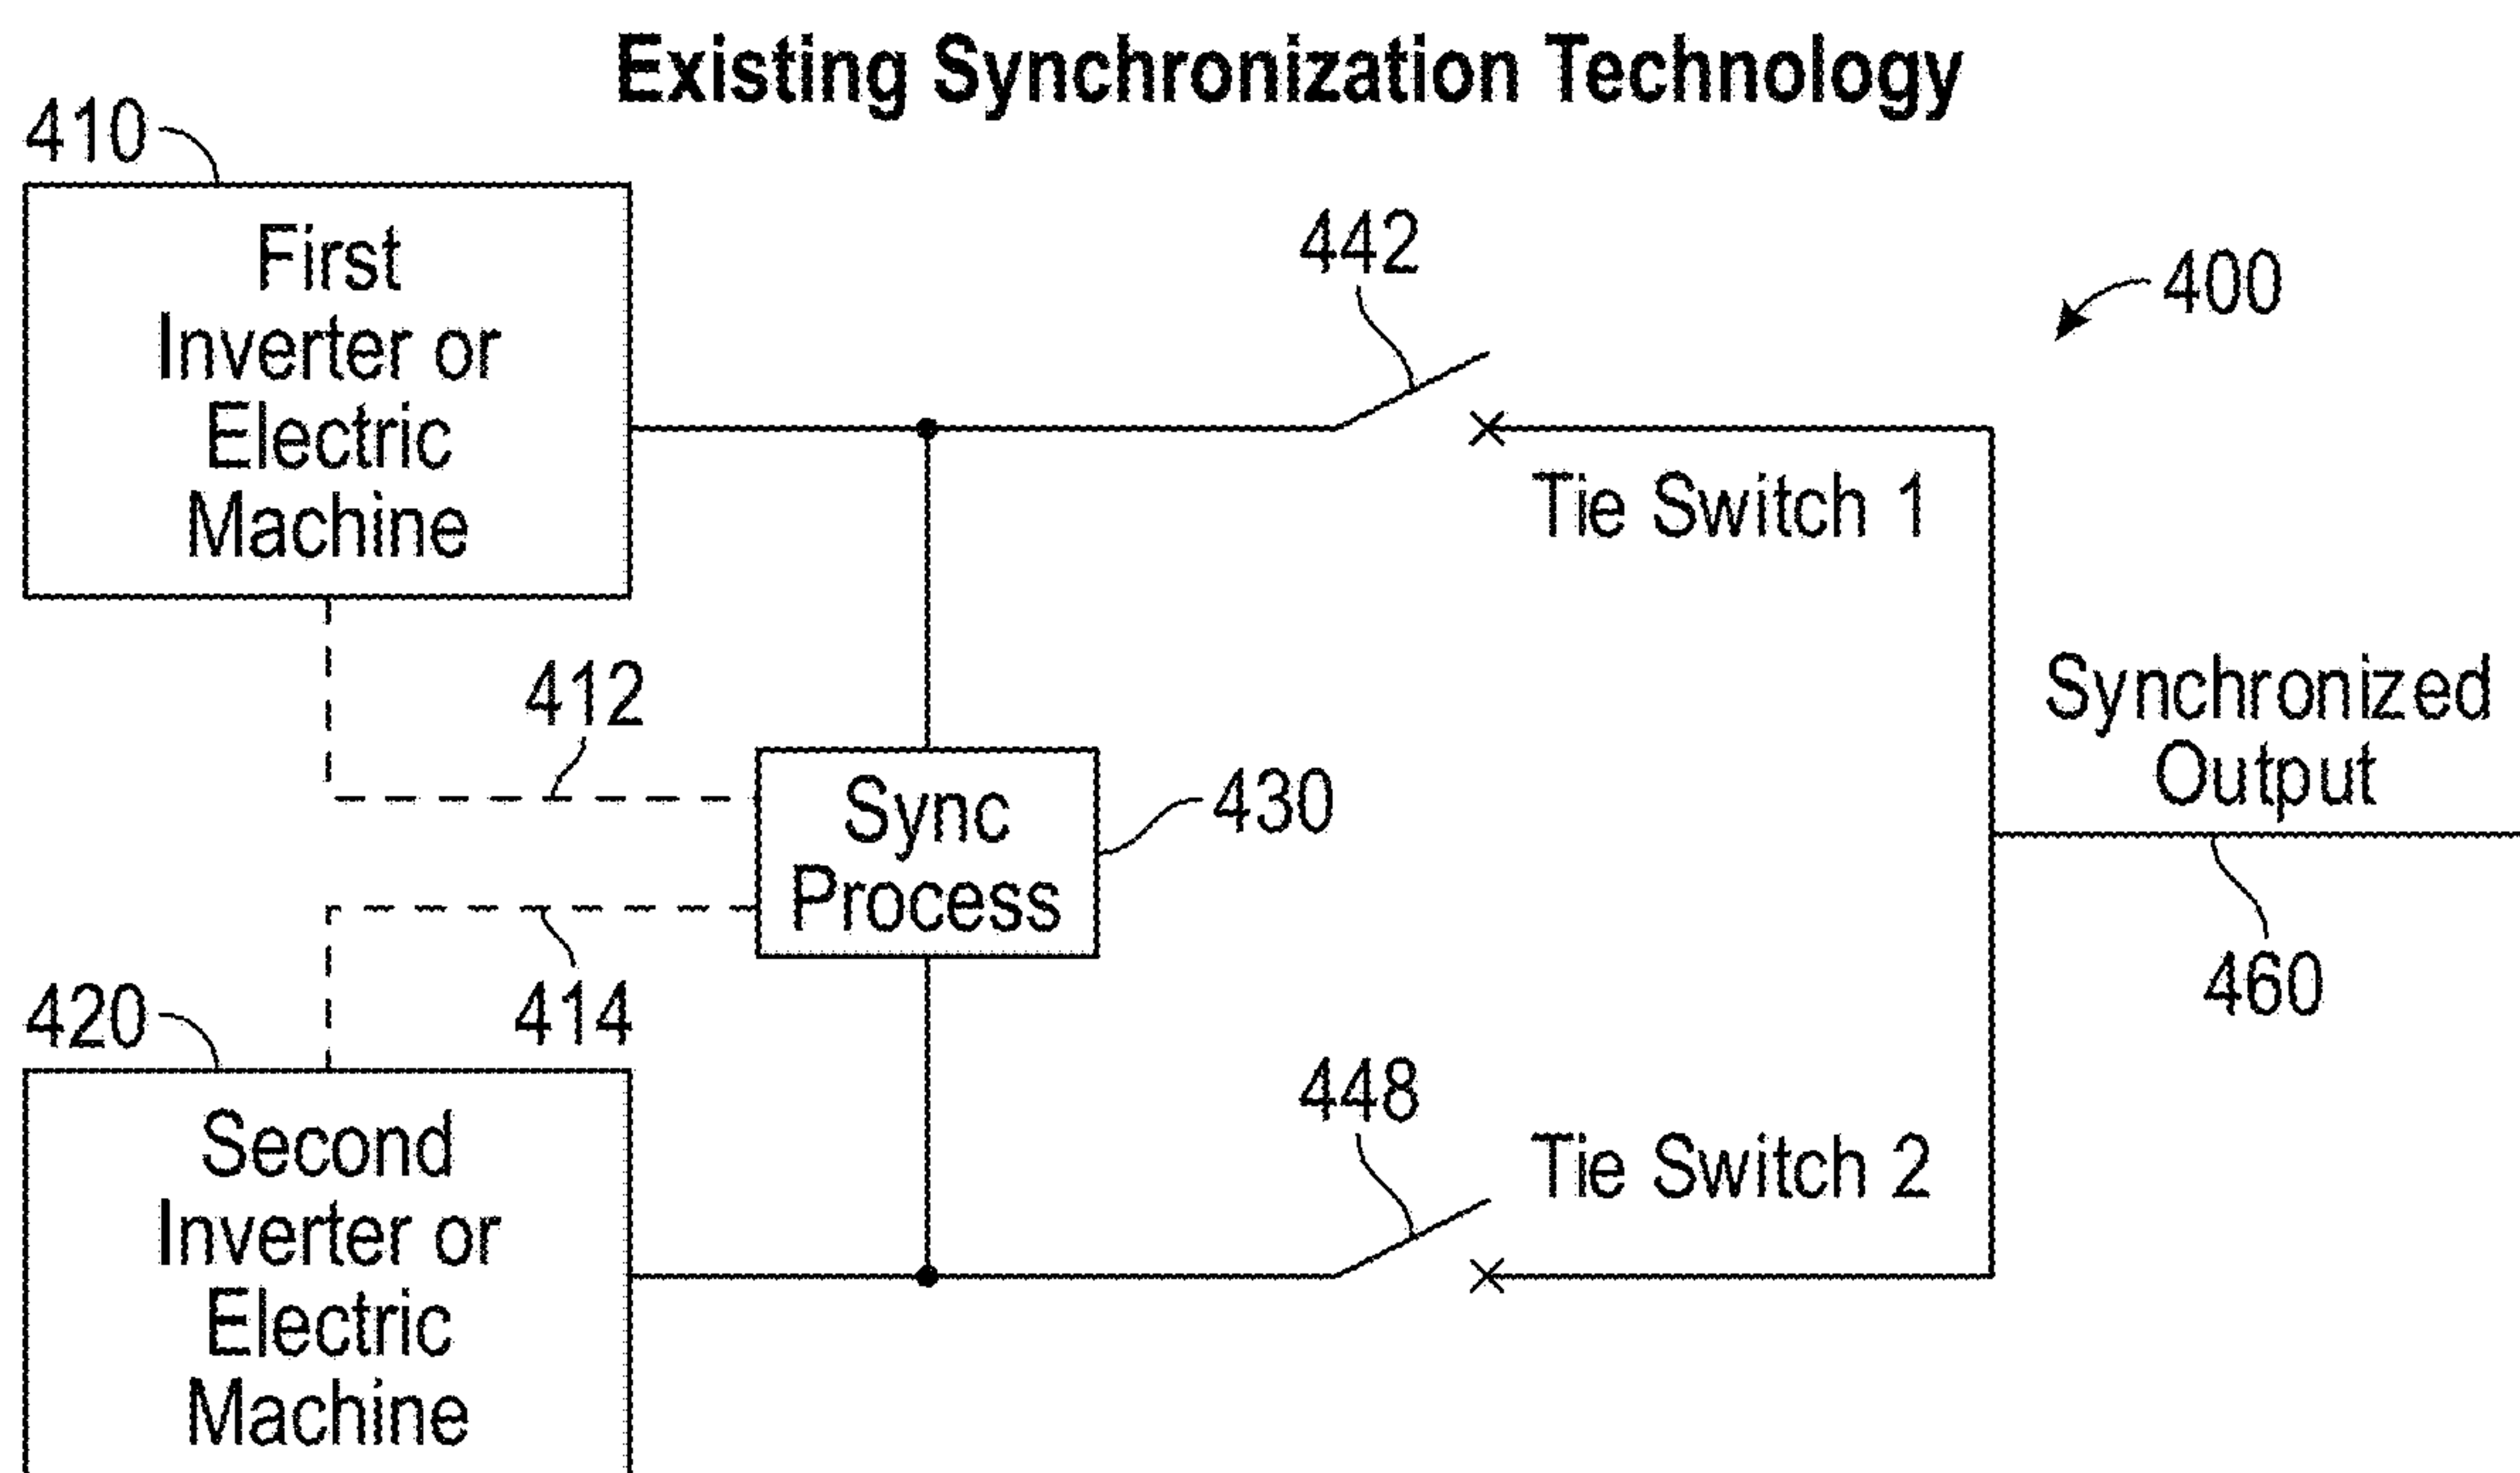 Existing Synchronization Technology
410
First
Inverter or
Electric
Machine
442
400
Tie Switch 1
412
Synchronized
Output
Sync
Process
430
414
460
420
Second
Inverter or
Electric
Machine
448
Tie Switch 2